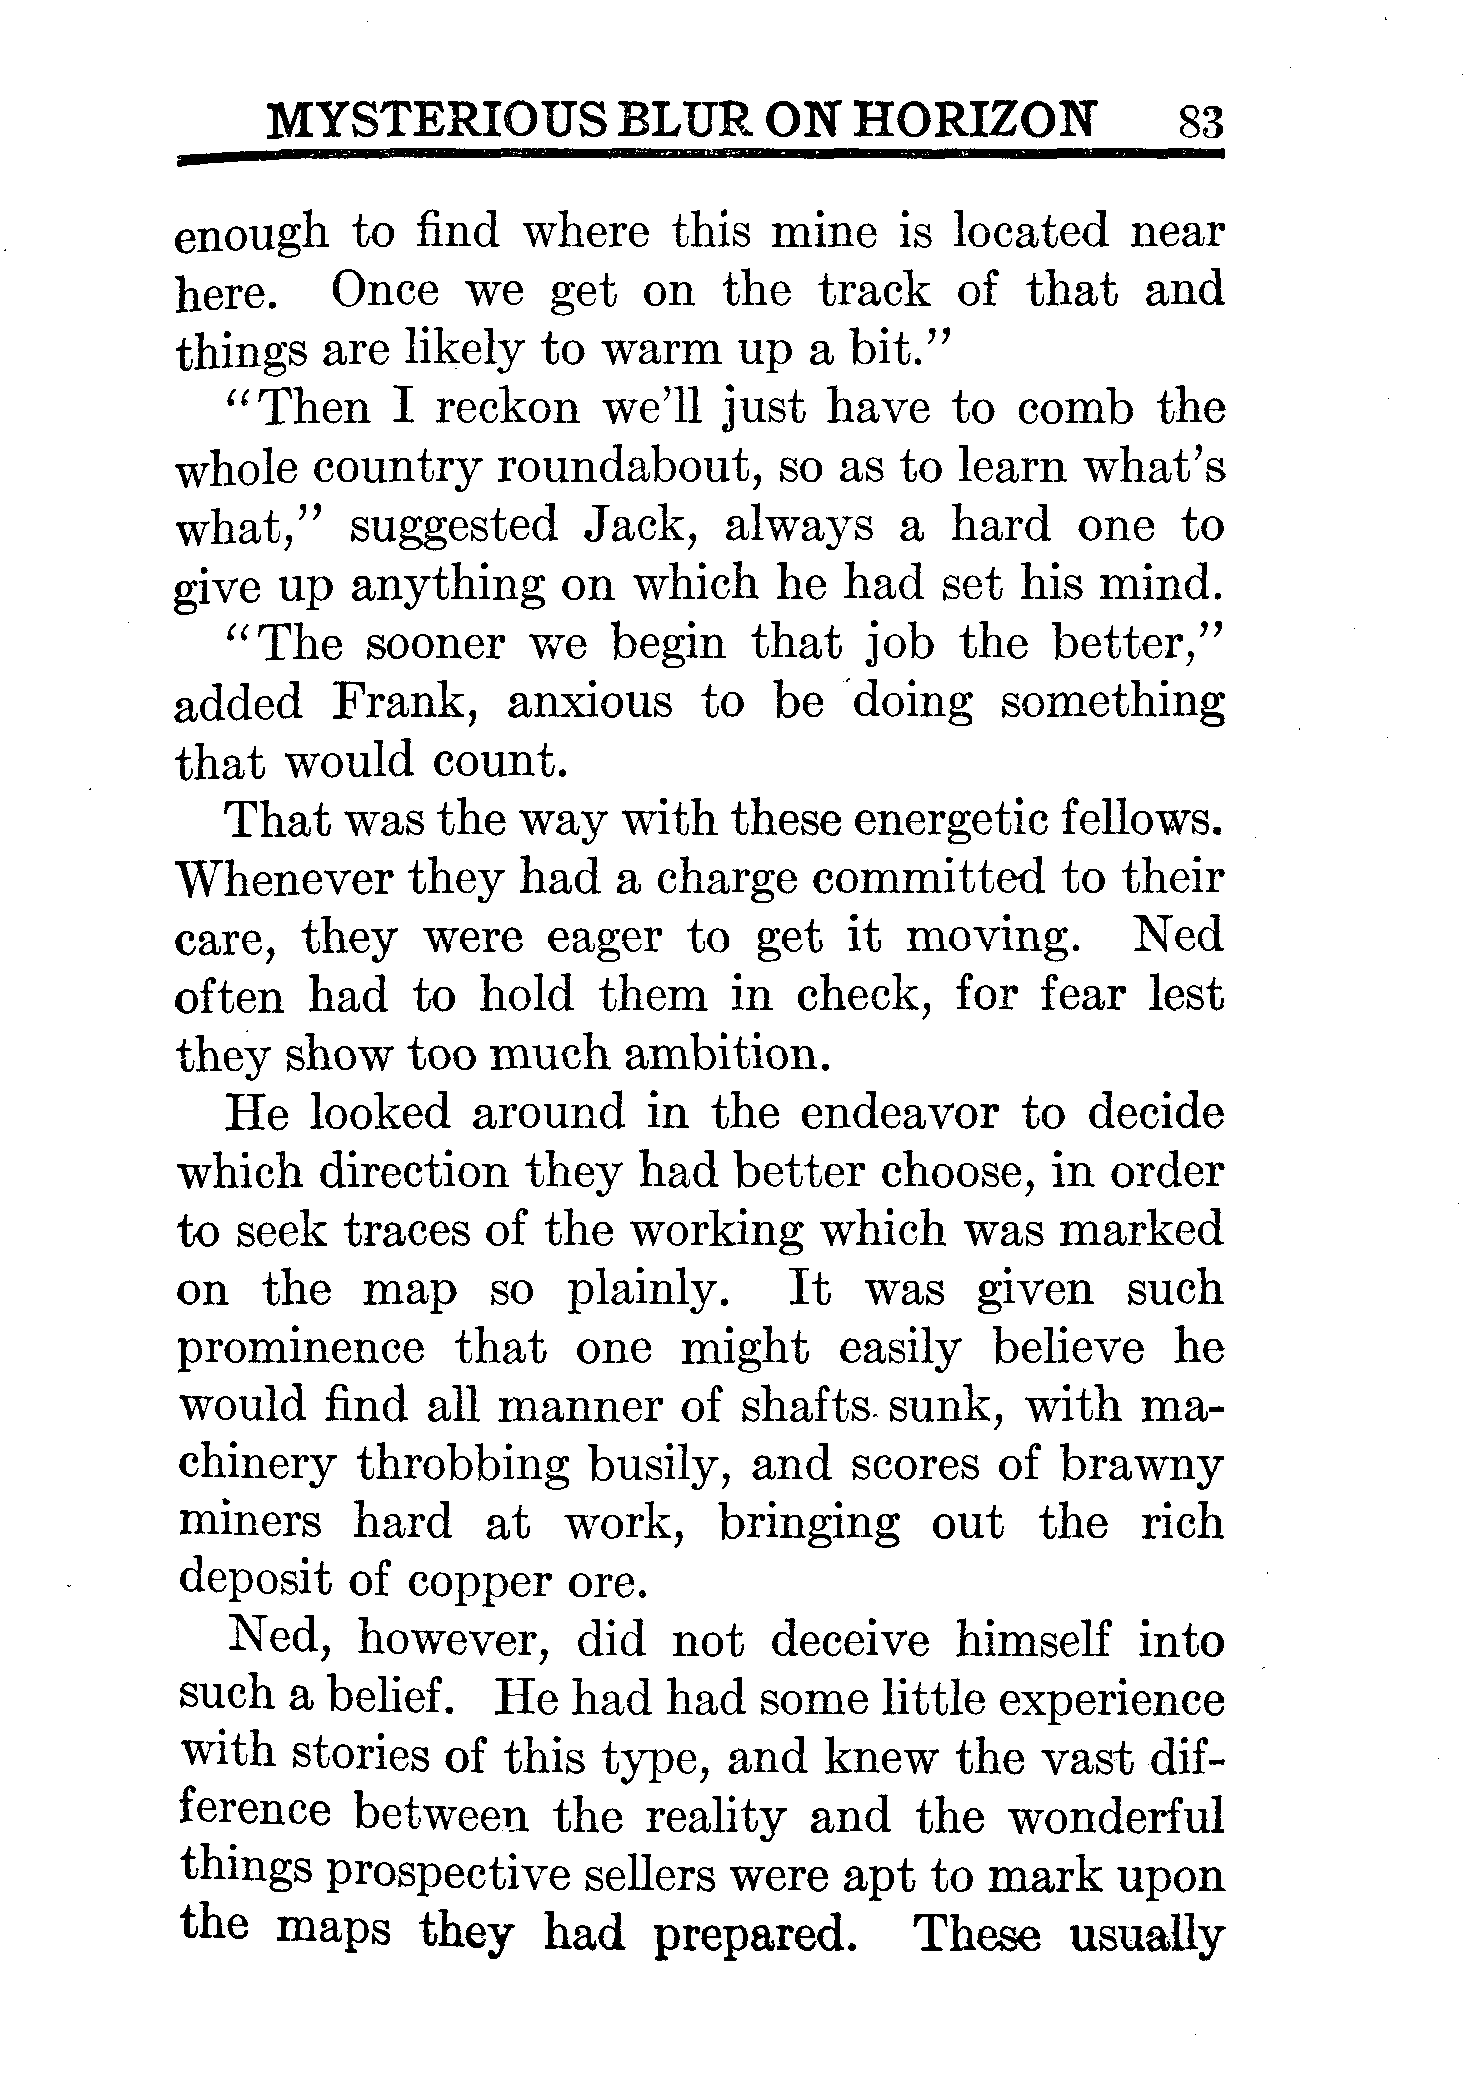 MYSTERIOUS BLUR ON HORIZON 83
enough to find where this mine is located near
here. Once we get on the track of that and
things are likely to warm up a bit.”
“Then I reckon we’ll just have to comb the
whole country roundabout, so as to learn what’s
what,” suggested Jack, always a hard one to
give up anything on which he had set his mind.
“The sooner we begin that job the better,”
added Frank, anxious to be doing something
that would count.
That was the way with these energetic fellows.
Whenever they had a charge committed to their
care, they were eager to get it moving. Ned
often had to hold them in check, for fear lest
they show too much ambition.
He looked around in the endeavor to decide
which direction they had better choose, in order
to seek traces of the working which was marked
on the map so plainly. It was given such
prominence that one might easily believe he
would find all manner of shafts sunk, with ma-
chinery throbbing busily, and scores of brawny
miners hard at work, bringing out the rich
deposit of copper ore.
Ned, however, did not deceive himself into
such a belief. He had had some little experience
with stories of this type, and knew the vast dif-
ference between the reality and the wonderful
things prospective sellers were apt to mark upon
the maps they had prepared. These usually